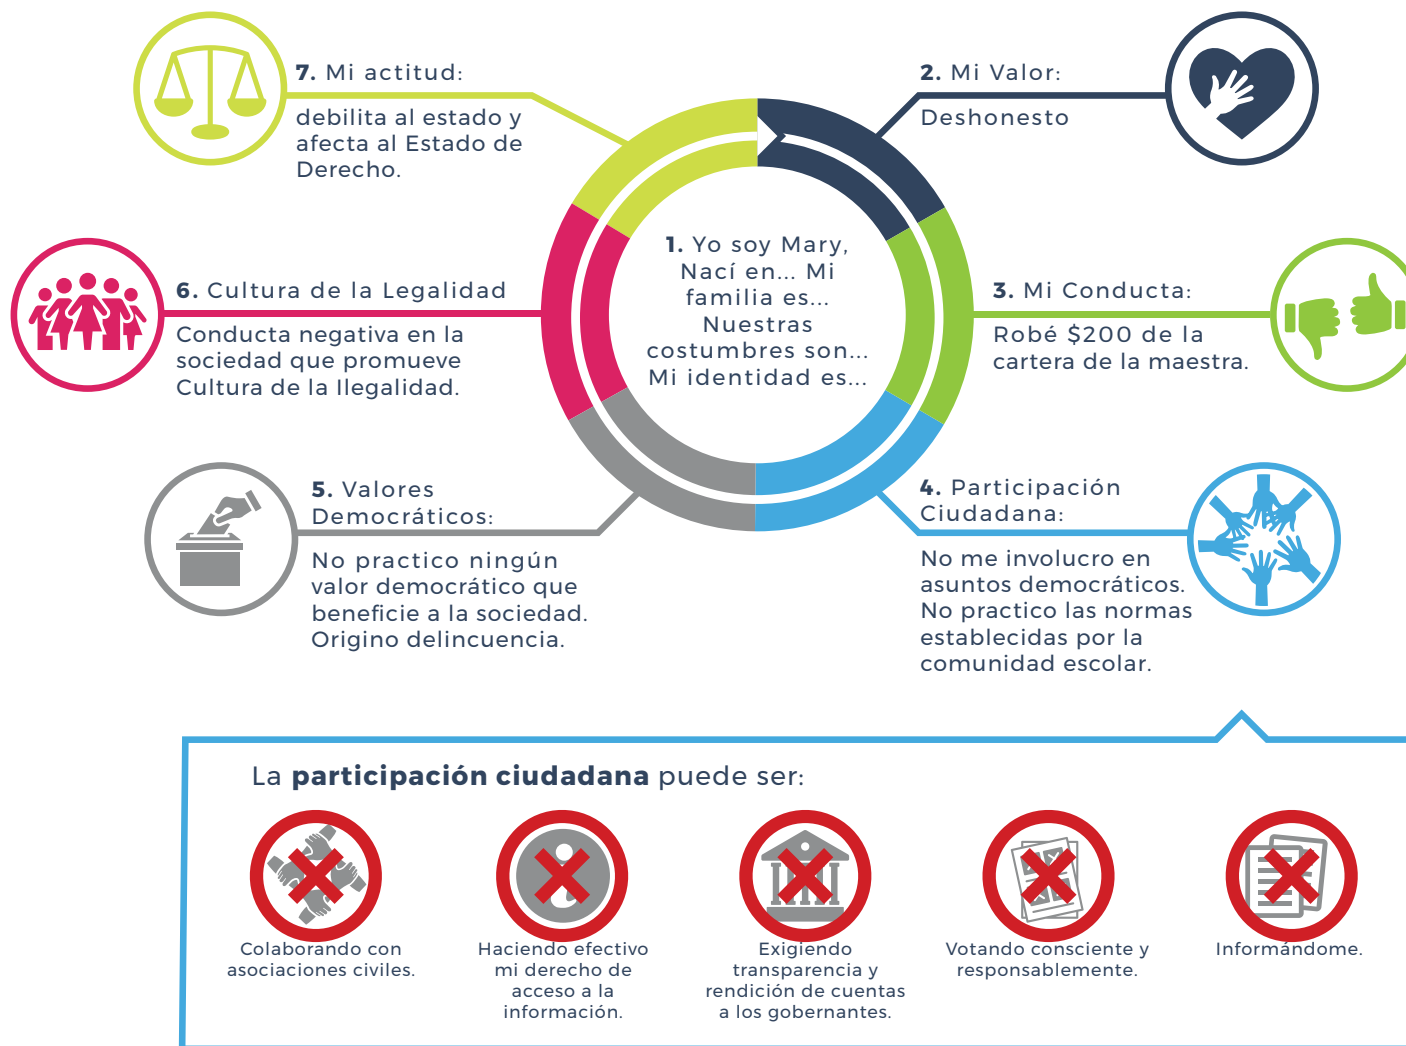 1. Yo soy Mary,
Nací en... Mi
familia es...
Nuestras
costumbres son...
Mi identidad es...
2. Mi Valor:
Deshonesto
3. Mi Conducta:
Robé $200 de la
cartera de la maestra.
4. Participación
Ciudadana:
No me involucro en
asuntos democráticos.
No practico las normas
establecidas por la
comunidad escolar.
5. Valores
Democráticos:
No practico ningún
valor democrático que
beneficie a la sociedad.
Origino delincuencia.
6. Cultura de la Legalidad
Conducta negativa en la
sociedad que promueve
Cultura de la Ilegalidad.
7. Mi actitud:
debilita al estado y
afecta al Estado de
Derecho.
La participación ciudadana puede ser:
Colaborando con
asociaciones civiles.
Haciendo efectivo
mi derecho de
acceso a la
información.
Exigiendo
transparencia y
rendición de cuentas
a los gobernantes.
Votando consciente y
responsablemente.
Informándome.